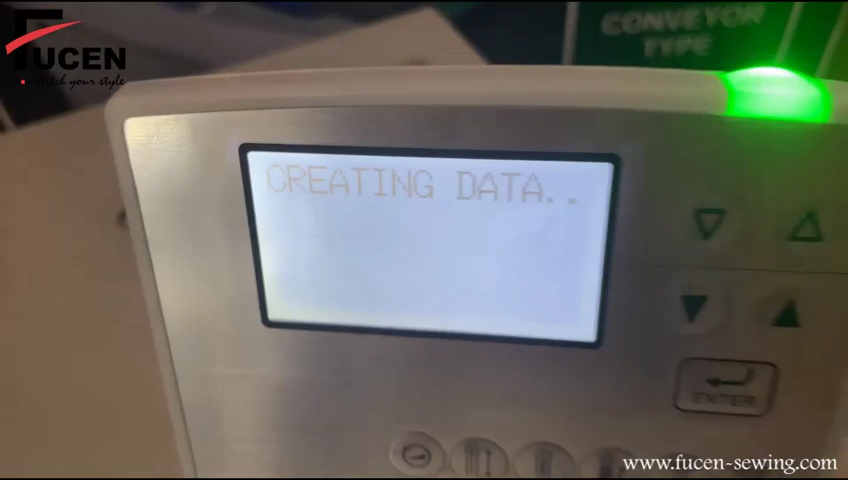 FUCEN
stitch your style
CONVEYOR
TYPE
CREATING DATA..
ENTER
www.fucen-sewing.com